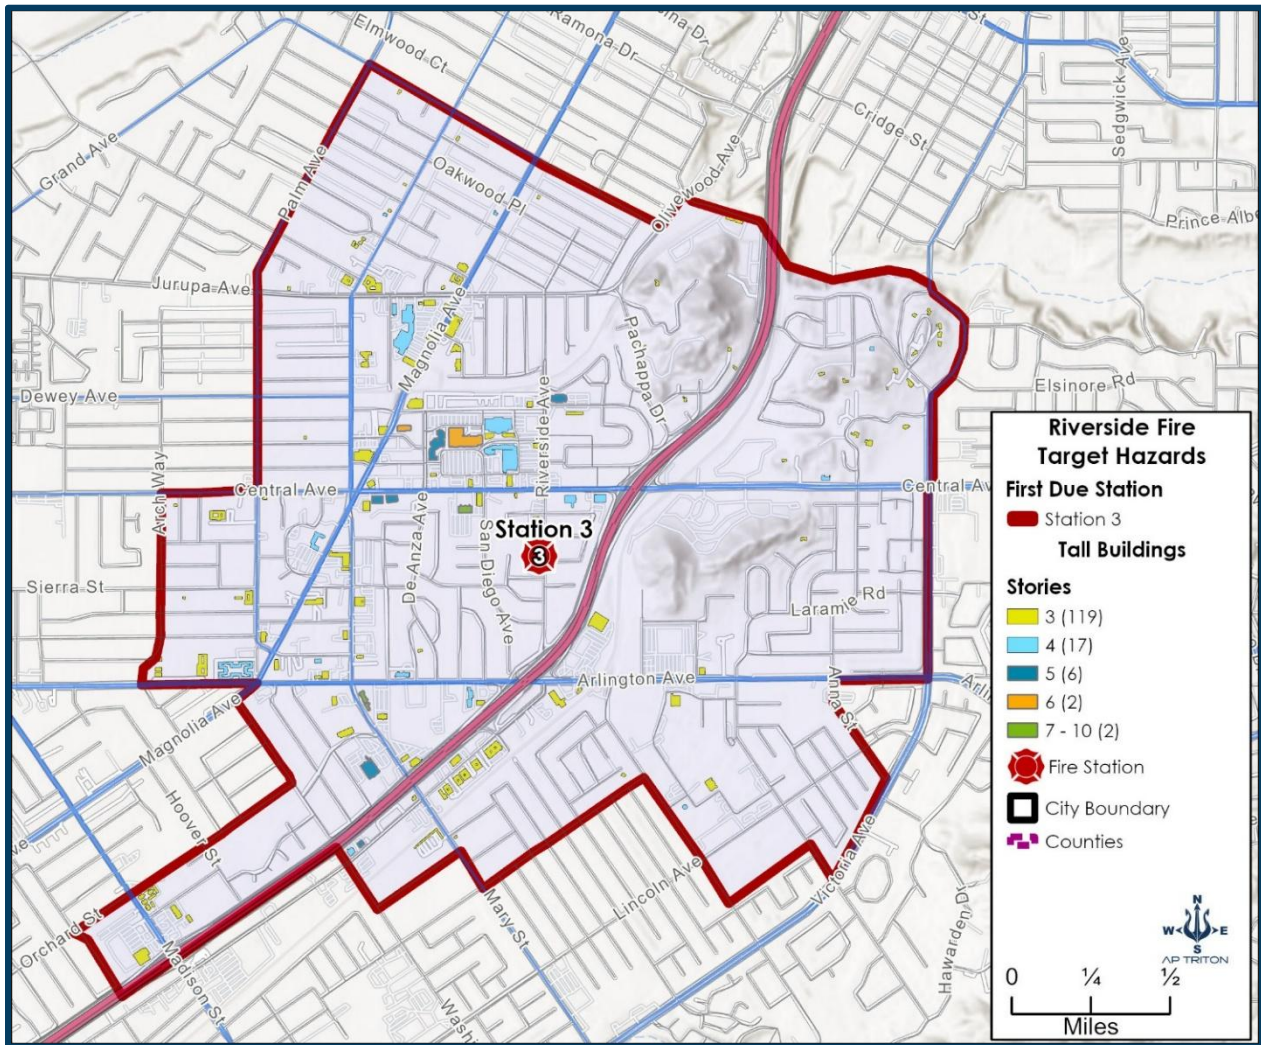 Elmwood Ct
Ramona Dr
St
Sedgwick Ave
Cridge St
Grand Ave
Palm Ave
Oakwood Pl
Olivewood Ave
Jurupa Ave
Magnolia Ave
Pachappa Dr
Dewey Ave
Riverside Ave
Elsinore Rd
Arch Way
Central Ave
Central Av
Station 3
3
De Anza Ave
San Diego Ave
Sierra St
Laramie Rd
Arlington Ave
Anna St
Magnolia Ave
Hoover St
Mary St
Lincoln Ave
Victoria Ave
Hawarden Dr
Orchard St
Madison St
Riverside Fire
Target Hazards
First Due Station
Station 3
Tall Buildings
Stories
3 (119)
4 (17)
5 (6)
6 (2)
7 - 10 (2)
Fire Station
City Boundary
Counties
N
W E
S
AP TRITON
0 ¼ ½
Miles